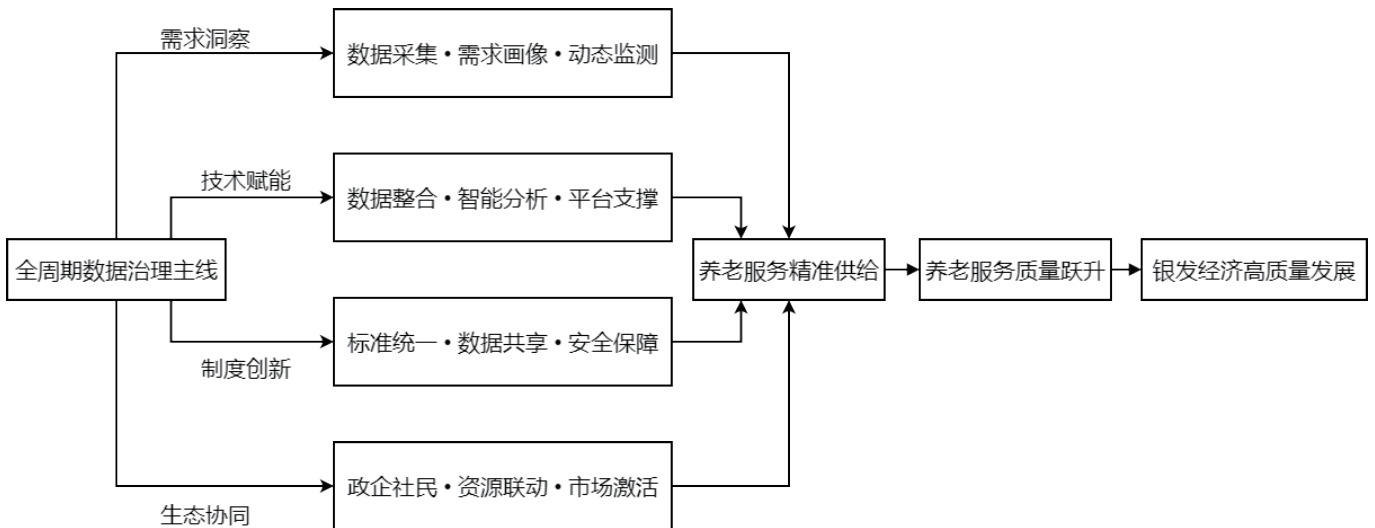 需求洞察
数据采集•需求画像•动态监测
技术赋能
数据整合•智能分析•平台支撑
全周期数据治理主线
养老服务精准供给
养老服务质量跃升
银发经济高质量发展
标准统一•数据共享•安全保障
制度创新
政企社民•资源联动•市场激活
生态协同